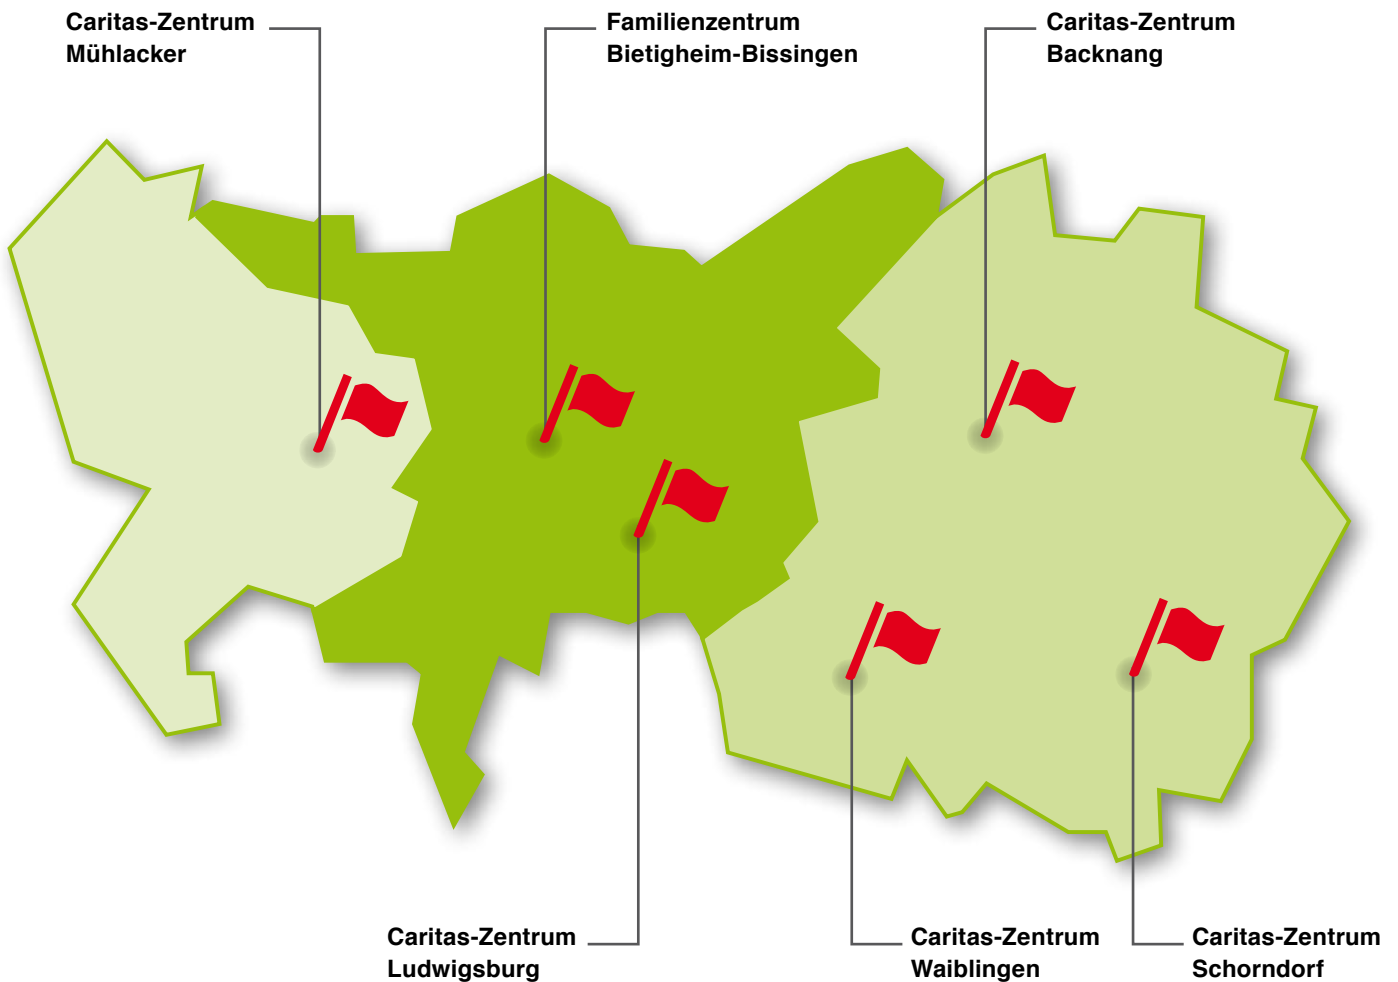 Caritas-Zentrum
Mühlacker
Familienzentrum
Bietigheim-Bissingen
Caritas-Zentrum
Backnang
Caritas-Zentrum
Ludwigsburg
Caritas-Zentrum
Waiblingen
Caritas-Zentrum
Schorndorf